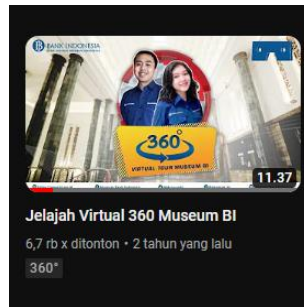 BANK INDONESIA
360°
VIRTUAL TOUR MUSEUM BI
11.37
Jelajah Virtual 360 Museum BI
6,7 rb x ditonton • 2 tahun yang lalu
360°